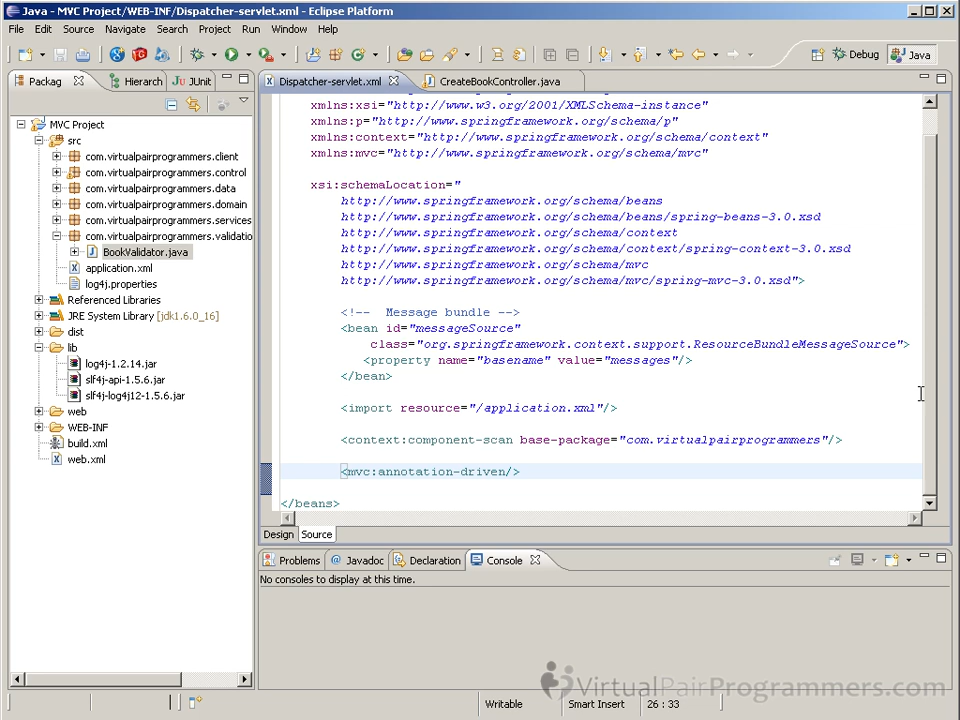 Java - MVC Project/WEB-INF/Dispatcher-servlet.xml - Eclipse Platform
File Edit Source Navigate Search Project Run Window Help
Debug Java
Packag Hierarch JUnit
Dispatcher-servlet.xml CreateBookController.java
MVC Project
src
com.virtualpairprogrammers.client
com.virtualpairprogrammers.control
com.virtualpairprogrammers.data
com.virtualpairprogrammers.domain
com.virtualpairprogrammers.services
com.virtualpairprogrammers.validatio
BookValidator.java
application.xml
log4j.properties
Referenced Libraries
JRE System Library [jdk1.6.0_16]
dist
lib
log4j-1.2.14.jar
slf4j-api-1.5.6.jar
slf4j-log4j12-1.5.6.jar
web
WEB-INF
build.xml
web.xml
xmlns:xsi="http://www.w3.org/2001/XMLSchema-instance"
xmlns:p="http://www.springframework.org/schema/p"
xmlns:context="http://www.springframework.org/schema/context"
xmlns:mvc="http://www.springframework.org/schema/mvc"
xsi:schemaLocation="
http://www.springframework.org/schema/beans
http://www.springframework.org/schema/beans/spring-beans-3.0.xsd
http://www.springframework.org/schema/context
http://www.springframework.org/schema/context/spring-context-3.0.xsd
http://www.springframework.org/schema/mvc
http://www.springframework.org/schema/mvc/spring-mvc-3.0.xsd">
<!-- Message bundle -->
<bean id="messageSource"
class="org.springframework.context.support.ResourceBundleMessageSource">
<property name="basename" value="messages"/>
</bean>
<import resource="/application.xml"/>
<context:component-scan base-package="com.virtualpairprogrammers"/>
<mvc:annotation-driven/>
</beans>
Design Source
Problems Javadoc Declaration Console
No consoles to display at this time.
VirtualPairProgrammers.com
Writable Smart Insert 26 : 33